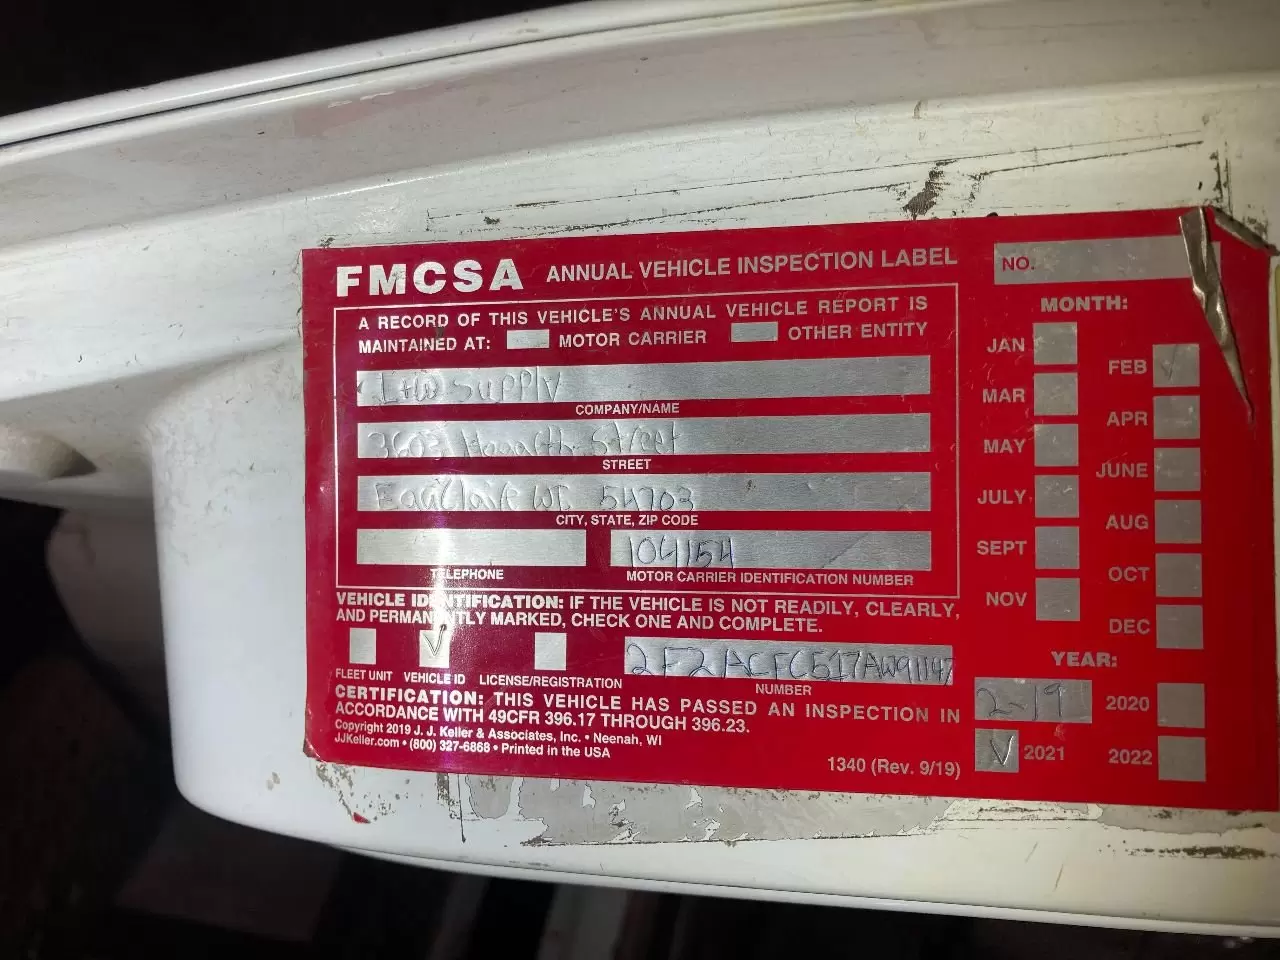 FMCSA ANNUAL VEHICLE INSPECTION LABEL
A RECORD OF THIS VEHICLE'S ANNUAL VEHICLE REPORT IS
MAINTAINED AT: MOTOR CARRIER OTHER ENTITY
Supply
COMPANY/NAME
3603 Street
STREET
EauClaire WI. 54703
CITY, STATE, ZIP CODE
104154
TELEPHONE MOTOR CARRIER IDENTIFICATION NUMBER
VEHICLE IDENTIFICATION: IF THE VEHICLE IS NOT READILY, CLEARLY,
AND PERMANENTLY MARKED, CHECK ONE AND COMPLETE.
2F2ACFC517AW91147
FLEET UNIT VEHICLE ID LICENSE/REGISTRATION NUMBER
CERTIFICATION: THIS VEHICLE HAS PASSED AN INSPECTION IN
ACCORDANCE WITH 49CFR 396.17 THROUGH 396.23.
Copyright 2019 J. J. Keller & Associates, Inc. • Neenah, WI
JJKeller.com • (800) 327-6868 • Printed in the USA
1340 (Rev. 9/19)
NO.
MONTH:
JAN
FEB
MAR
APR
MAY
JUNE
JULY
AUG
SEPT
OCT
NOV
DEC
YEAR:
2-19 2020
2021 2022